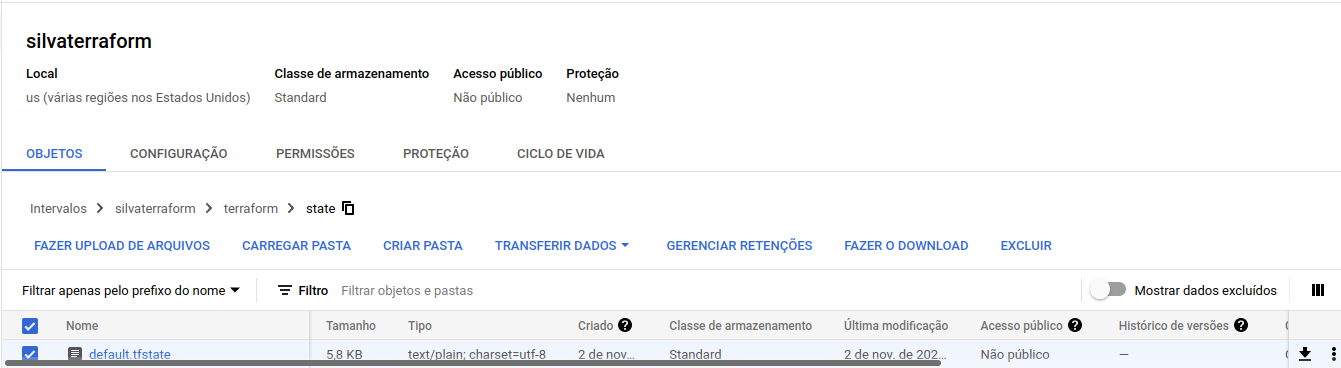 silvaterraform
Local Classe de armazenamento Acesso público Proteção
us (várias regiões nos Estados Unidos) Standard Não público Nenhum
OBJETOS CONFIGURAÇÃO PERMISSÕES PROTEÇÃO CICLO DE VIDA
Intervalos silvaterraform terraform state
FAZER UPLOAD DE ARQUIVOS CARREGAR PASTA CRIAR PASTA TRANSFERIR DADOS GERENCIAR RETENÇÕES FAZER O DOWNLOAD EXCLUIR
Filtrar apenas pelo prefixo do nome Filtro Filtrar objetos e pastas Mostrar dados excluídos
Nome Tamanho Tipo Criado Classe de armazenamento Última modificação Acesso público Histórico de versões
default.tfstate 5,8 KB text/plain; charset=utf-8 2 de nov... Standard 2 de nov. de 202... Não público —